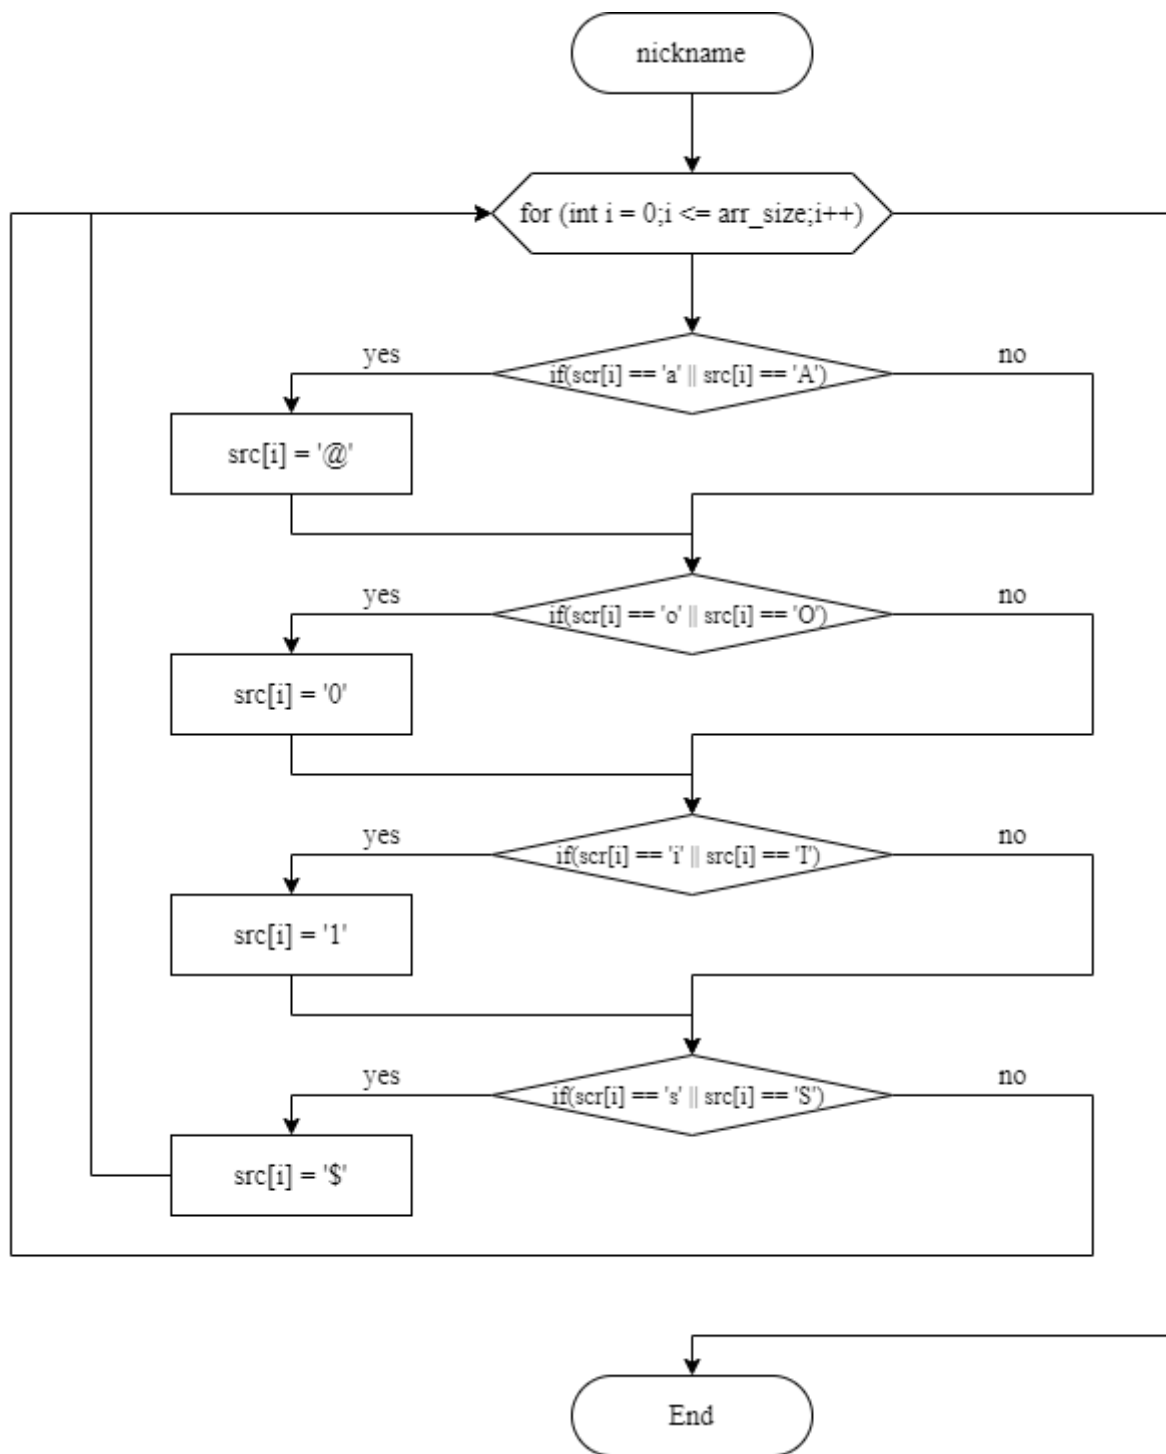 nickname
for (int i = 0;i <= arr_size;i++)
yes
if(scr[i] == 'a' || src[i] == 'A')
no
src[i] = '@'
yes
if(scr[i] == 'o' || src[i] == 'O')
no
src[i] = '0'
yes
if(scr[i] == 'i' || src[i] == 'I')
no
src[i] = '1'
yes
if(scr[i] == 's' || src[i] == 'S')
no
src[i] = '$'
End